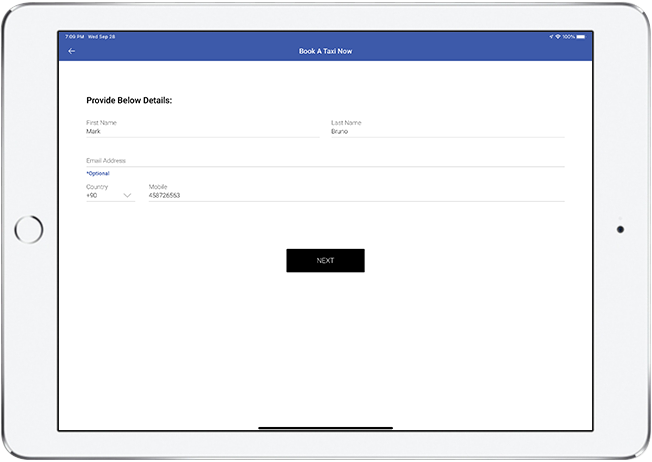 7:09 PM Wed Sep 28 100%
Book A Taxi Now
Provide Below Details:
First Name Last Name
Mark Bruno
Email Address
*Optional
Country Mobile
+90 458726563
NEXT